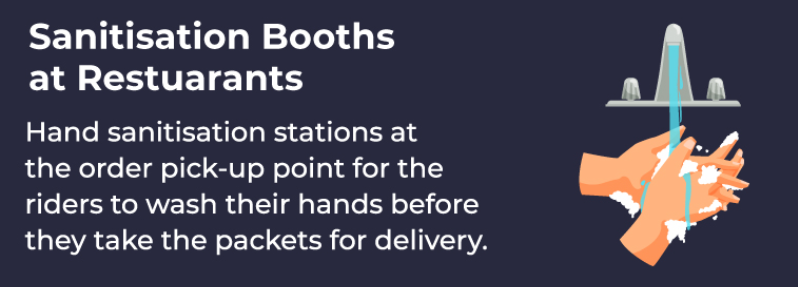 Sanitisation Booths
at Restuarants
Hand sanitisation stations at
the order pick-up point for the
riders to wash their hands before
they take the packets for delivery.